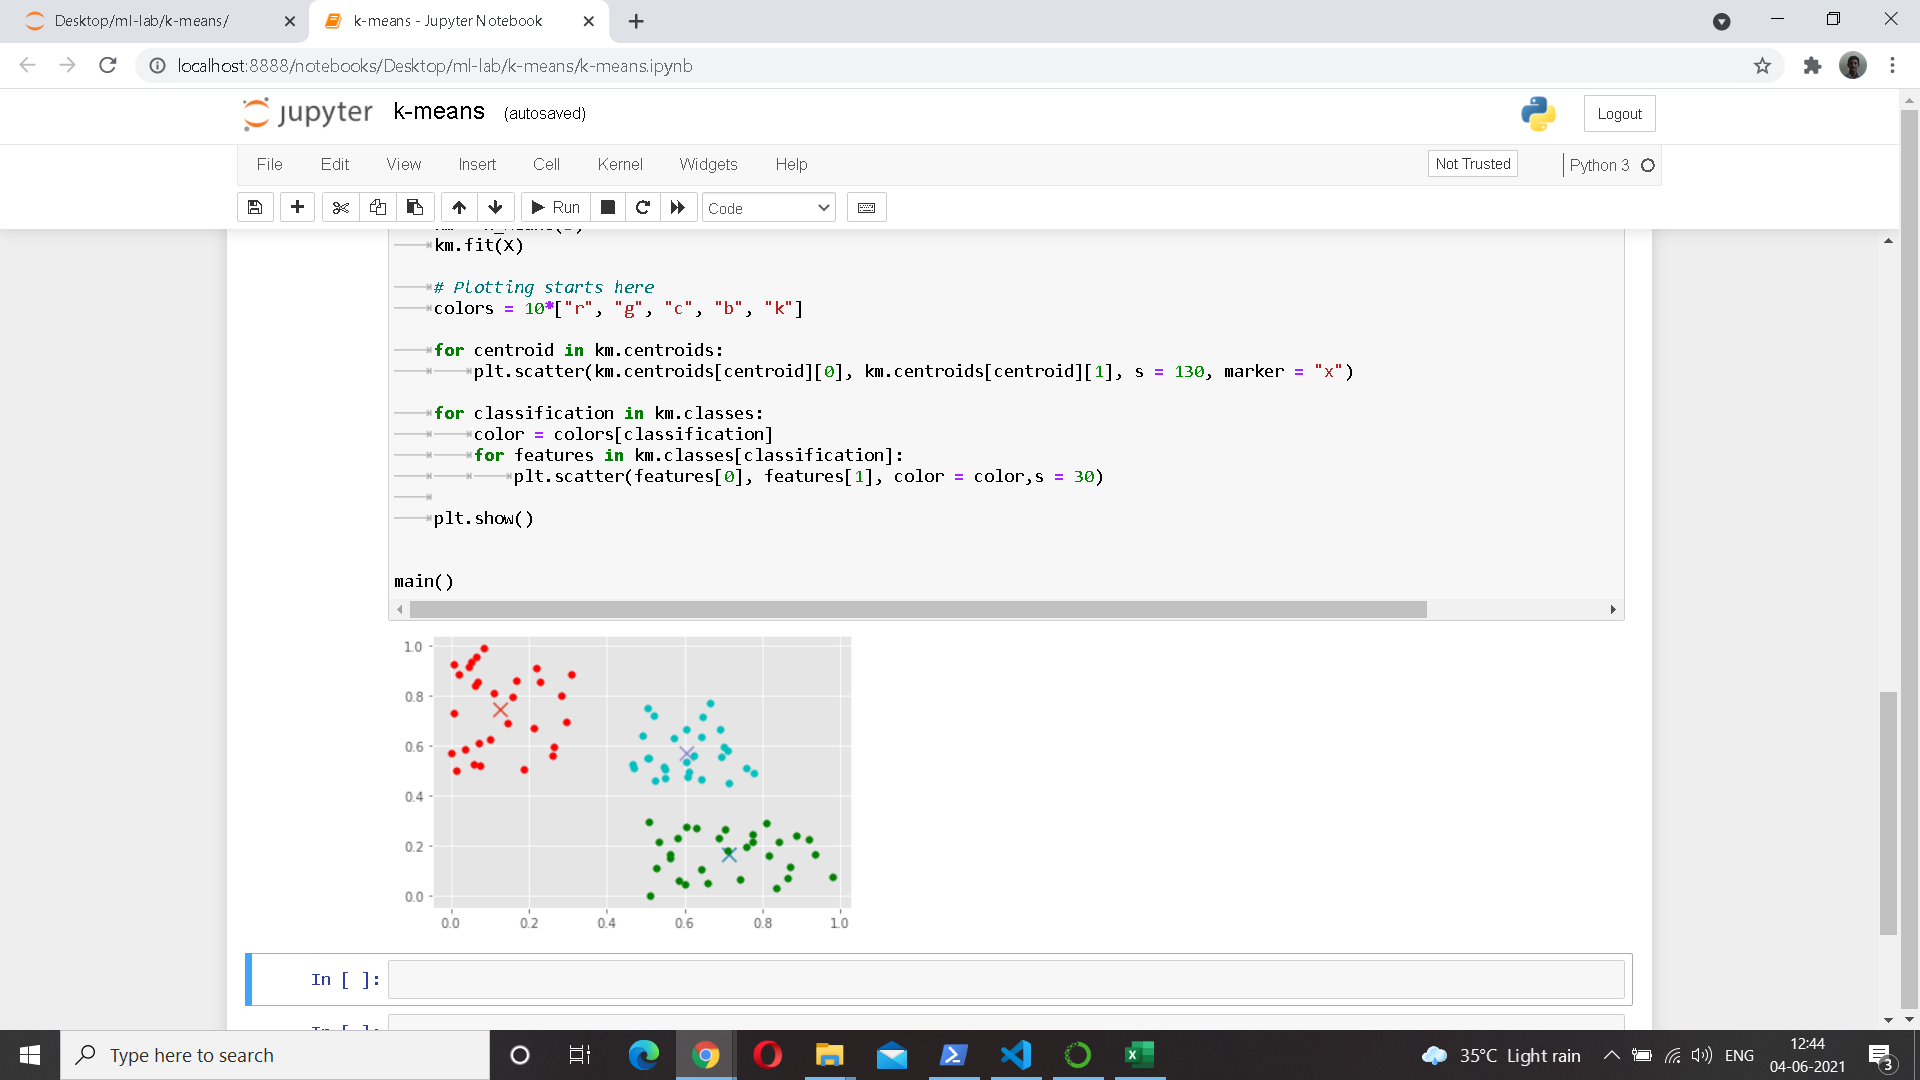 Desktop/ml-lab/k-means/
k-means - Jupyter Notebook
localhost:8888/notebooks/Desktop/ml-lab/k-means/k-means.ipynb
jupyter k-means (autosaved)
Logout
File Edit View Insert Cell Kernel Widgets Help
Not Trusted
Python 3
Run
Code
km.fit(X)
# Plotting starts here
colors = 10*["r", "g", "c", "b", "k"]
for centroid in km.centroids:
plt.scatter(km.centroids[centroid][0], km.centroids[centroid][1], s = 130, marker = "x")
for classification in km.classes:
color = colors[classification]
for features in km.classes[classification]:
plt.scatter(features[0], features[1], color = color,s = 30)
plt.show()
main()
1.0
0.8
0.6
0.4
0.2
0.0
0.0 0.2 0.4 0.6 0.8 1.0
In [ ]:
In [ ]:
Type here to search
35°C Light rain
ENG
12:44
04-06-2021
3